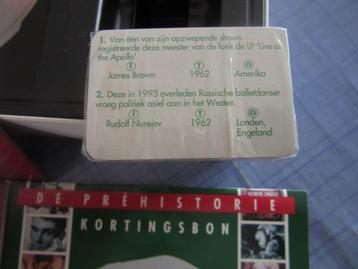 1. Van één van zijn opzwepende shows
registreerde deze meester van de funk de LP 'Live at
the Apollo'.
James Brown 1962 Amerika
2. Deze in 1993 overleden Russische balletdanser
vroeg politiek asiel aan in het Westen.
Rudolf Nurejev 1962 Londen,
Engeland
DE PRÉHISTORIE
KORTINGSBON